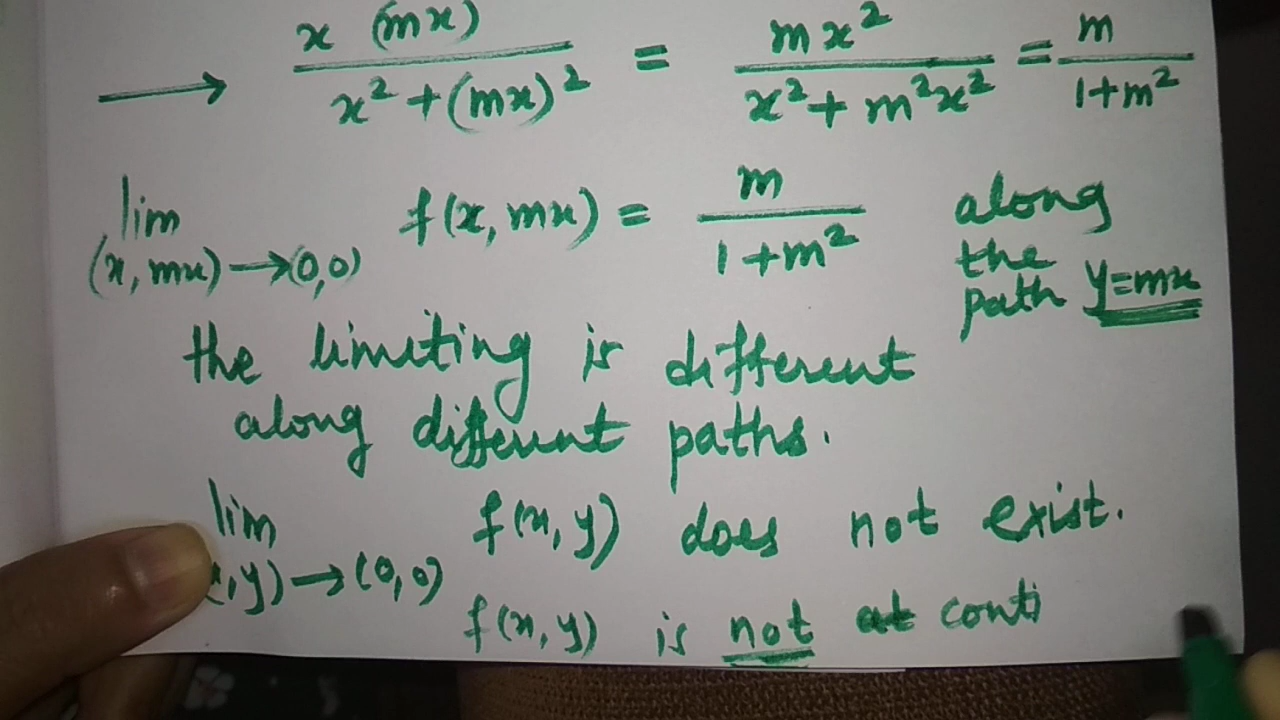 → x (mx) / x² + (mx)² = mx² / x² + m²x² = m / 1+m²
lim (x, mx)→(0,0) f(x, mx) = m / 1+m² along the path y=mx
the limiting is different
along different paths.
lim ,y)→(0,0) f(x,y) does not exist.
f(x,y) is not at conti